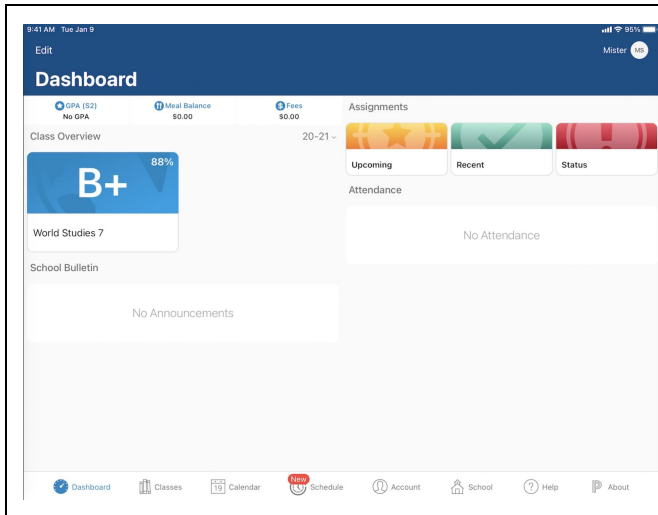 9:41 AM Tue Jan 9
95%
Edit
Mister MS
Dashboard
GPA (S2)
No GPA
Meal Balance
$0.00
Fees
$0.00
Class Overview
20-21
88%
B+
World Studies 7
School Bulletin
No Announcements
Assignments
Upcoming
Recent
Status
Attendance
No Attendance
Dashboard
Classes
19 Calendar
New
Schedule
Account
School
? Help
About